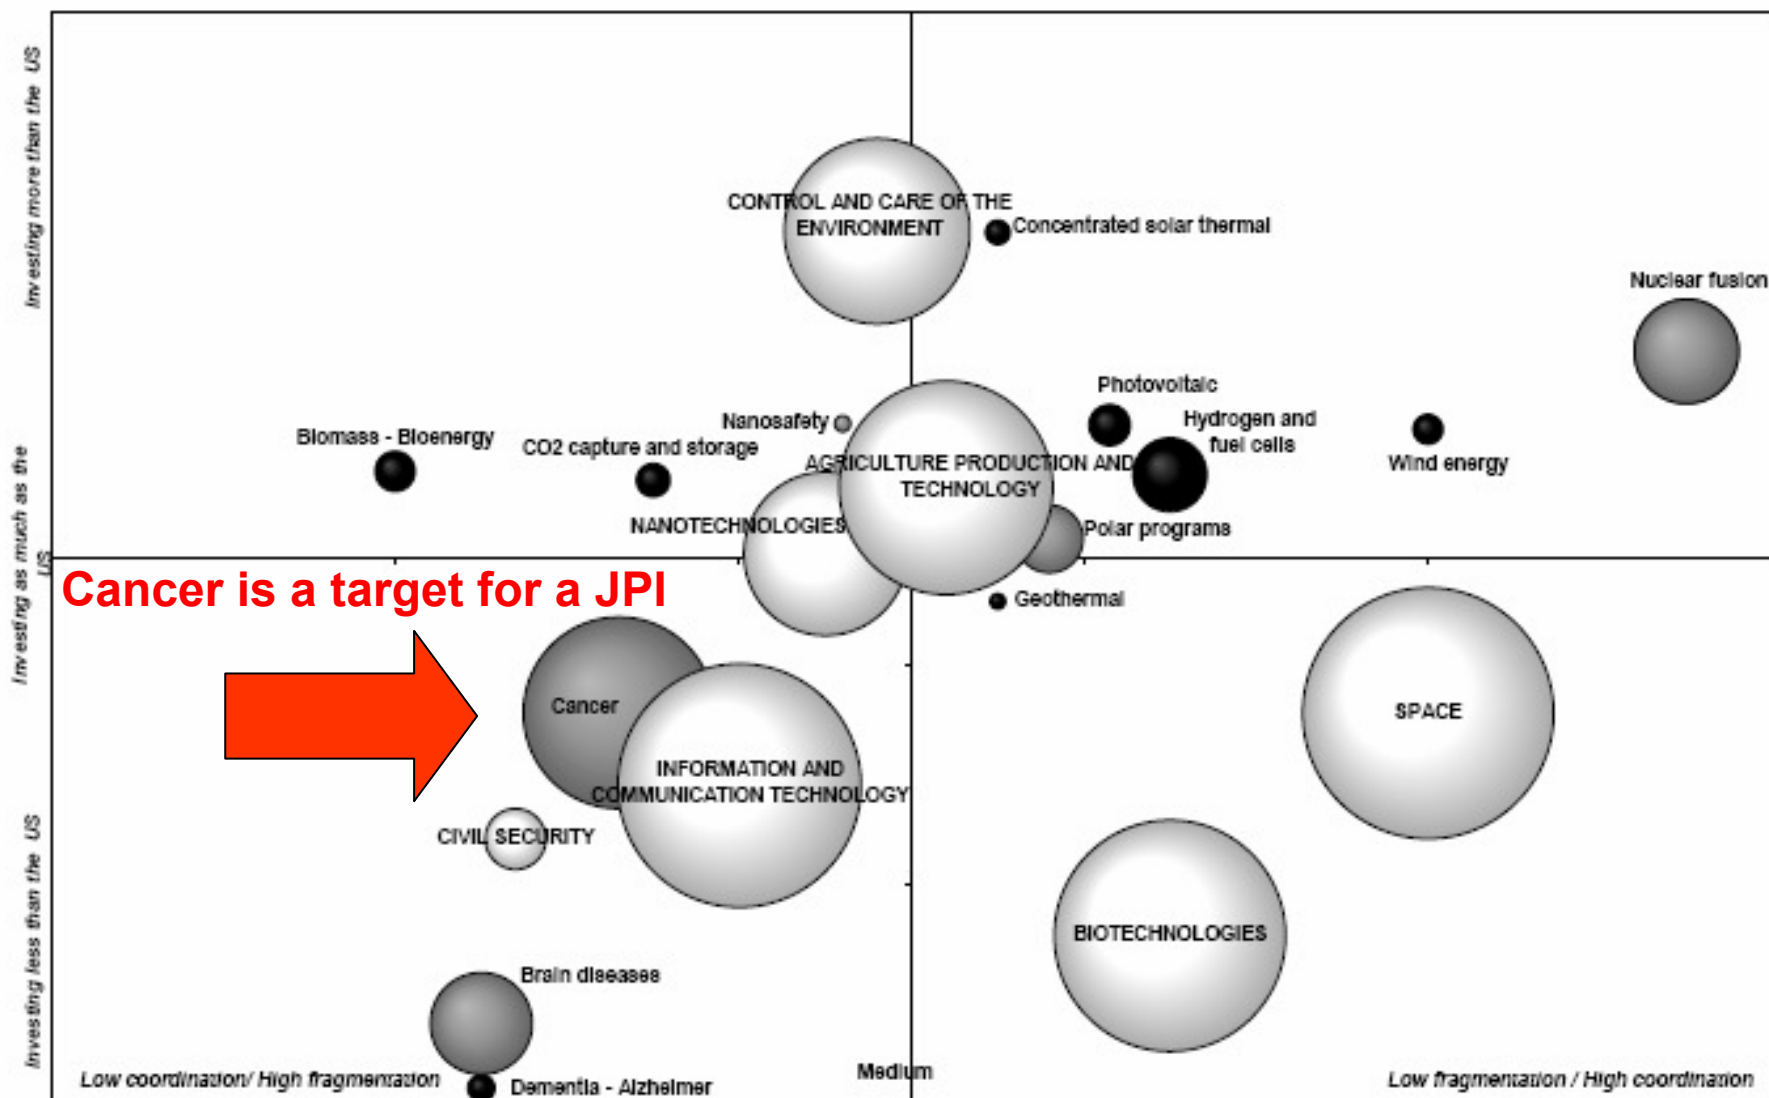 Investing more than the US
CONTROL AND CARE OF THE
ENVIRONMENT
Concentrated solar thermal
Nuclear fusion
Photovoltaic
Nanosafety
Hydrogen and
fuel cells
Biomass - Bioenergy
CO2 capture and storage
AGRICULTURE PRODUCTION AND
TECHNOLOGY
Wind energy
NANOTECHNOLOGIES
Polar programs
Investing as much as the
US
Cancer is a target for a JPI
Geothermal
Cancer
SPACE
INFORMATION AND
COMMUNICATION TECHNOLOGY
CIVIL SECURITY
BIOTECHNOLOGIES
Investing less than the US
Brain diseases
Low coordination/ High fragmentation
Medium
Low fragmentation / High coordination
Dementia - Alzheimer